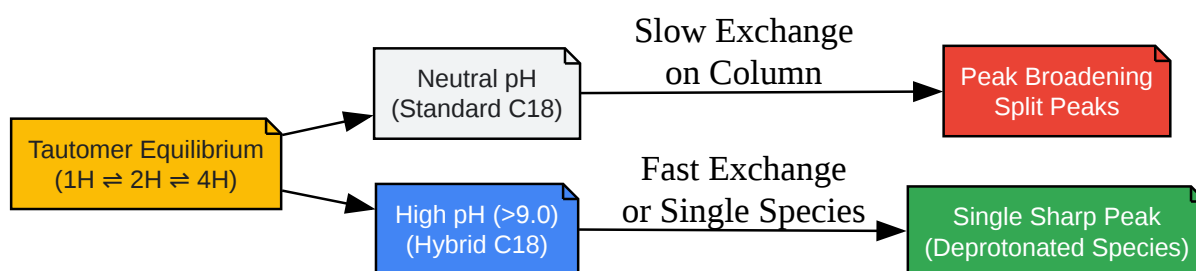 Tautomer Equilibrium
(1H ⇌ 2H ⇌ 4H)
Neutral pH
(Standard C18)
Slow Exchange
on Column
Peak Broadening
Split Peaks
High pH (>9.0)
(Hybrid C18)
Fast Exchange
or Single Species
Single Sharp Peak
(Deprotonated Species)